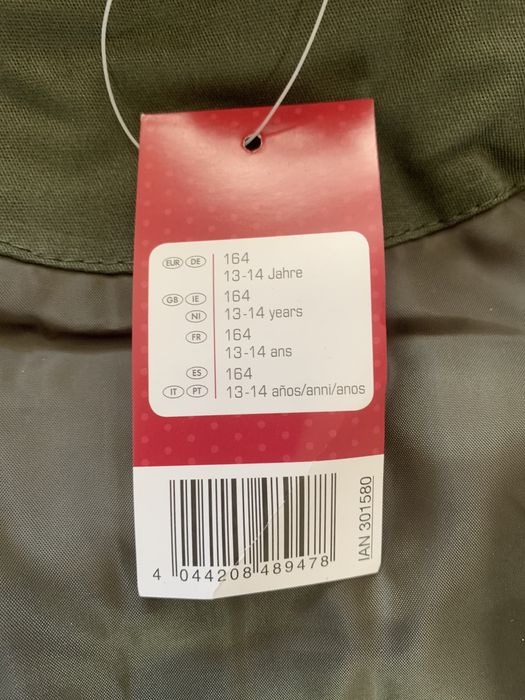 EUR DE 164
13-14 Jahre
GB IE 164
NI 13-14 years
FR 164
13-14 ans
ES 164
IT PT 13-14 años/anni/anos
4 044208 489478
IAN 301580